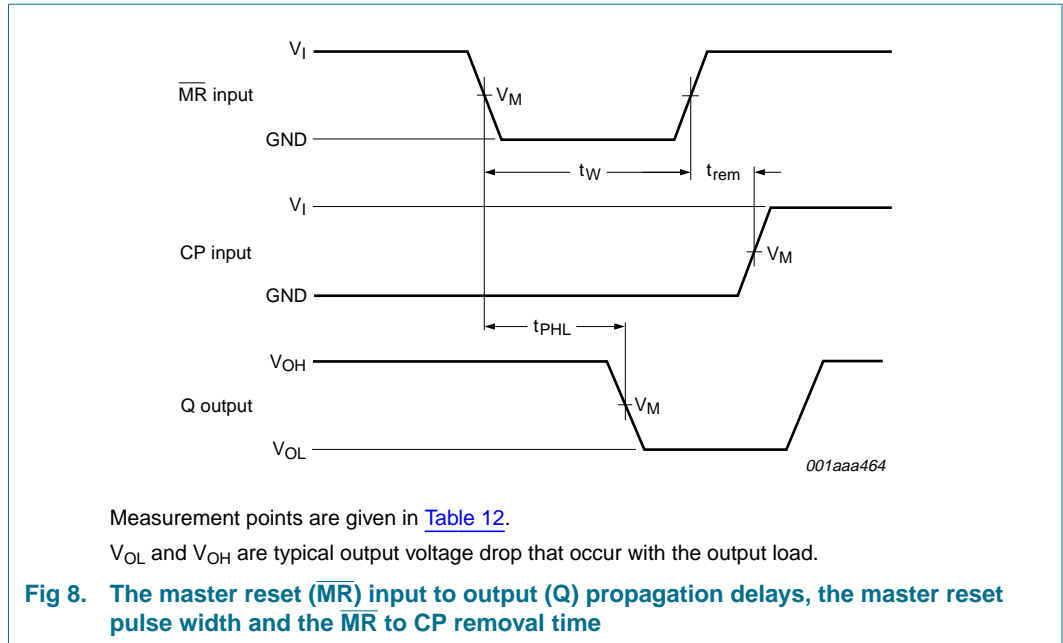 V_I
M̅R̅ input
V_M
GND
t_W
t_rem
V_I
CP input
V_M
GND
t_PHL
V_OH
Q output
V_M
V_OL
001aaa464
Measurement points are given in Table 12.
V_OL and V_OH are typical output voltage drop that occur with the output load.
Fig 8. The master reset (M̅R̅) input to output (Q) propagation delays, the master reset
pulse width and the M̅R̅ to CP removal time